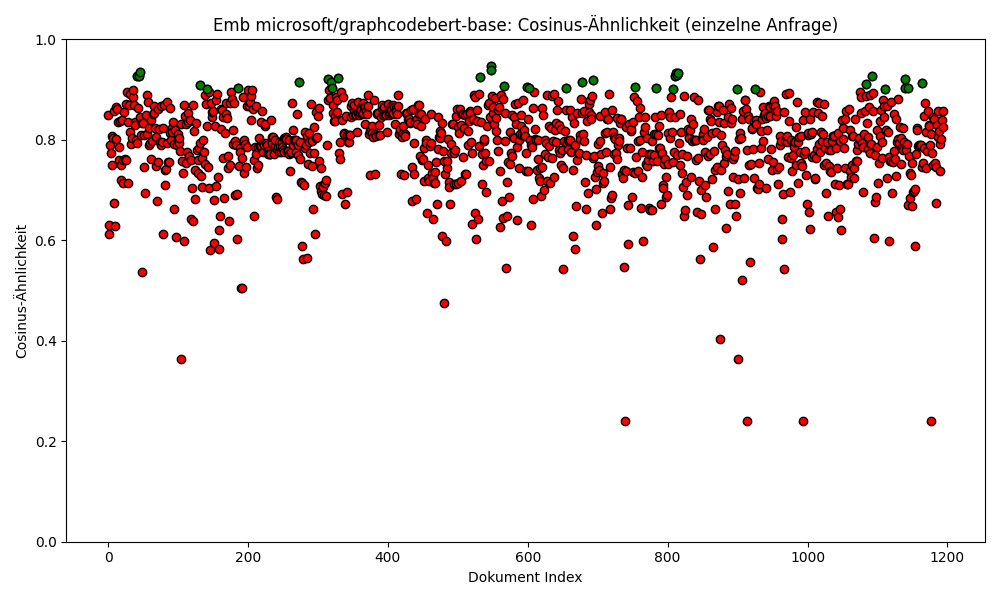 Emb microsoft/graphcodebert-base: Cosinus-Ähnlichkeit (einzelne Anfrage)
1.0
0.8
0.6
0.4
0.2
0.0
Cosinus-Ähnlichkeit
0 200 400 600 800 1000 1200
Dokument Index